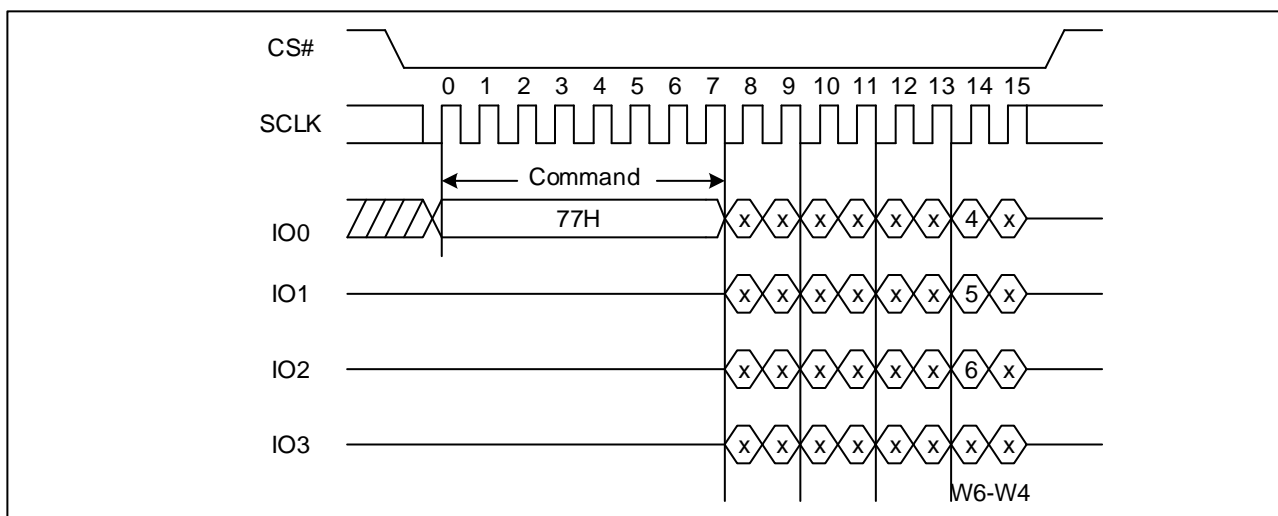 CS#
0 1 2 3 4 5 6 7 8 9 10 11 12 13 14 15
SCLK
Command
IO0 77H x x x x x x 4 x
IO1 x x x x x x 5 x
IO2 x x x x x x 6 x
IO3 x x x x x x x x
W6-W4